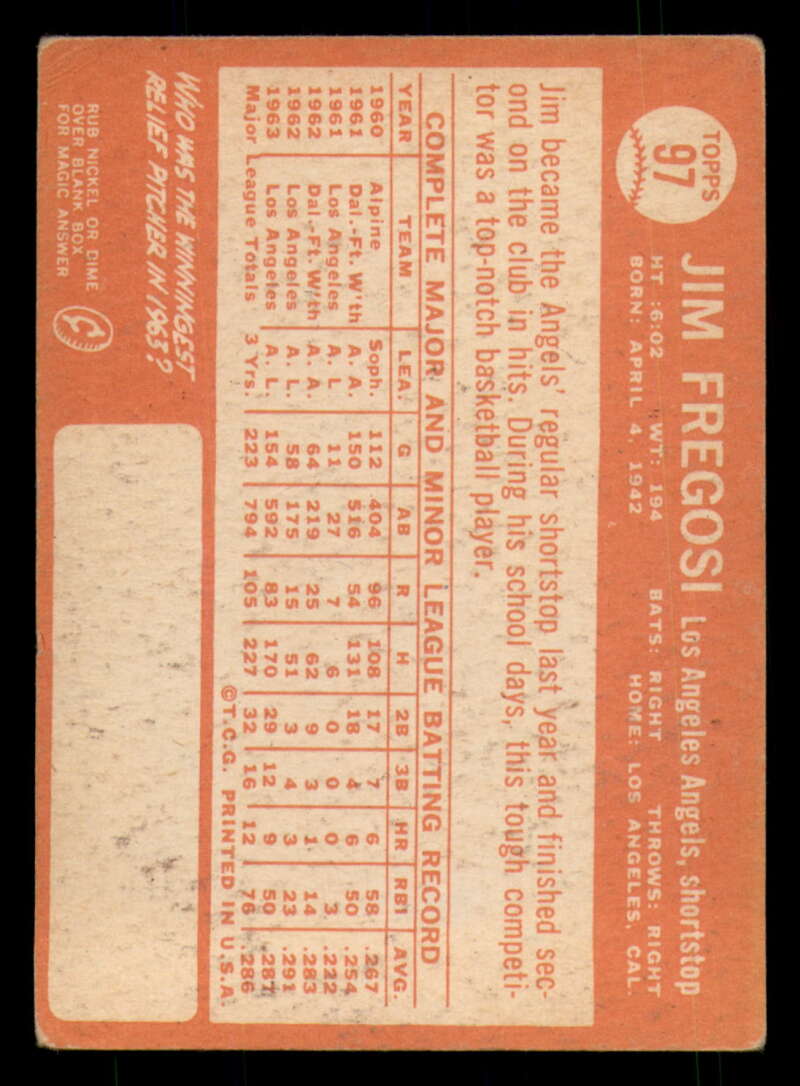 TOPPS
97
JIM FREGOSI Los Angeles Angels, shortstop
HT :6:02 WT: 194 BATS: RIGHT THROWS: RIGHT
BORN: APRIL 4, 1942 HOME: LOS ANGELES, CAL.
Jim became the Angels' regular shortstop last year and finished sec-
ond on the club in hits. During his school days, this tough competi-
tor was a top-notch basketball player.
COMPLETE MAJOR AND MINOR LEAGUE BATTING RECORD
YEAR TEAM LEA. G AB R H 2B 3B HR RBI AVG.
1960 Alpine Soph. 112 404 96 108 17 7 6 58 .267
1961 Dal.-Ft. W'th A. A. 150 516 54 131 18 4 6 50 .254
1961 Los Angeles A. L 11 27 7 6 0 0 0 3 .222
1962 Dal.-Ft. W'th A. A. 64 219 25 62 9 3 1 14 .283
1962 Los Angeles A. L. 58 175 15 51 3 4 3 23 .291
1963 Los Angeles A. L. 154 592 83 170 29 12 9 50 .287
Major League Totals 3 Yrs. 223 794 105 227 32 16 12 76 .286
©T.C.G. PRINTED IN U.S.A.
WHO WAS THE WINNINGEST
RELIEF PITCHER IN 1963?
RUB NICKEL OR DIME
OVER BLANK BOX
FOR MAGIC ANSWER